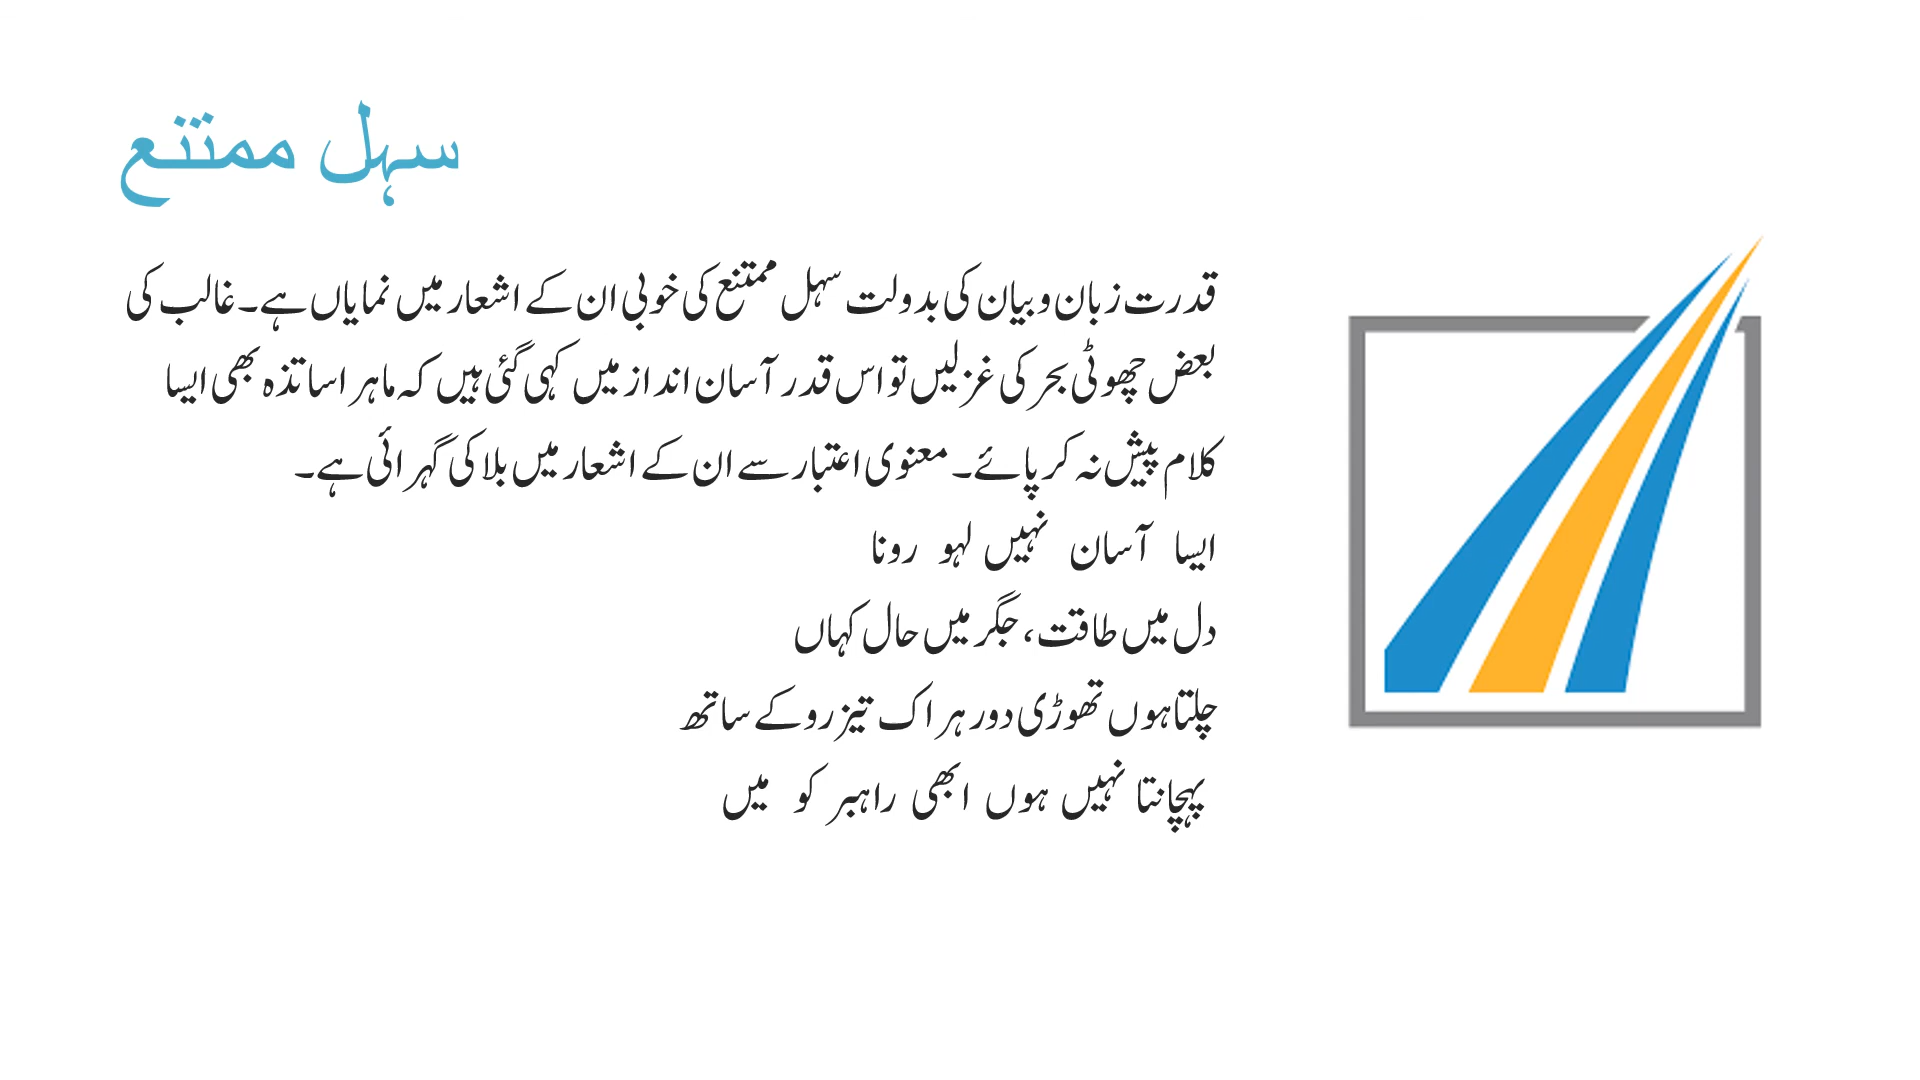 سہل ممتنع
قدرت زبان و بیان کی بدولت سہل ممتنع کی خوبی ان کے اشعار میں نمایاں ہے۔ غالب کی
بعض چھوٹی بحر کی غزلیں تو اس قدر آسان انداز میں کہی گئی ہیں کہ ماہر اساتذہ بھی ایسا
کلام پیش نہ کر پائے۔ معنوی اعتبار سے ان کے اشعار میں بلا کی گہرائی ہے۔
ایسا آسان نہیں لہو رونا
دل میں طاقت، جگر میں حال کہاں
چلتا ہوں تھوڑی دور ہر اک تیز رو کے ساتھ
پہچانتا نہیں ہوں ابھی راہبر کو میں